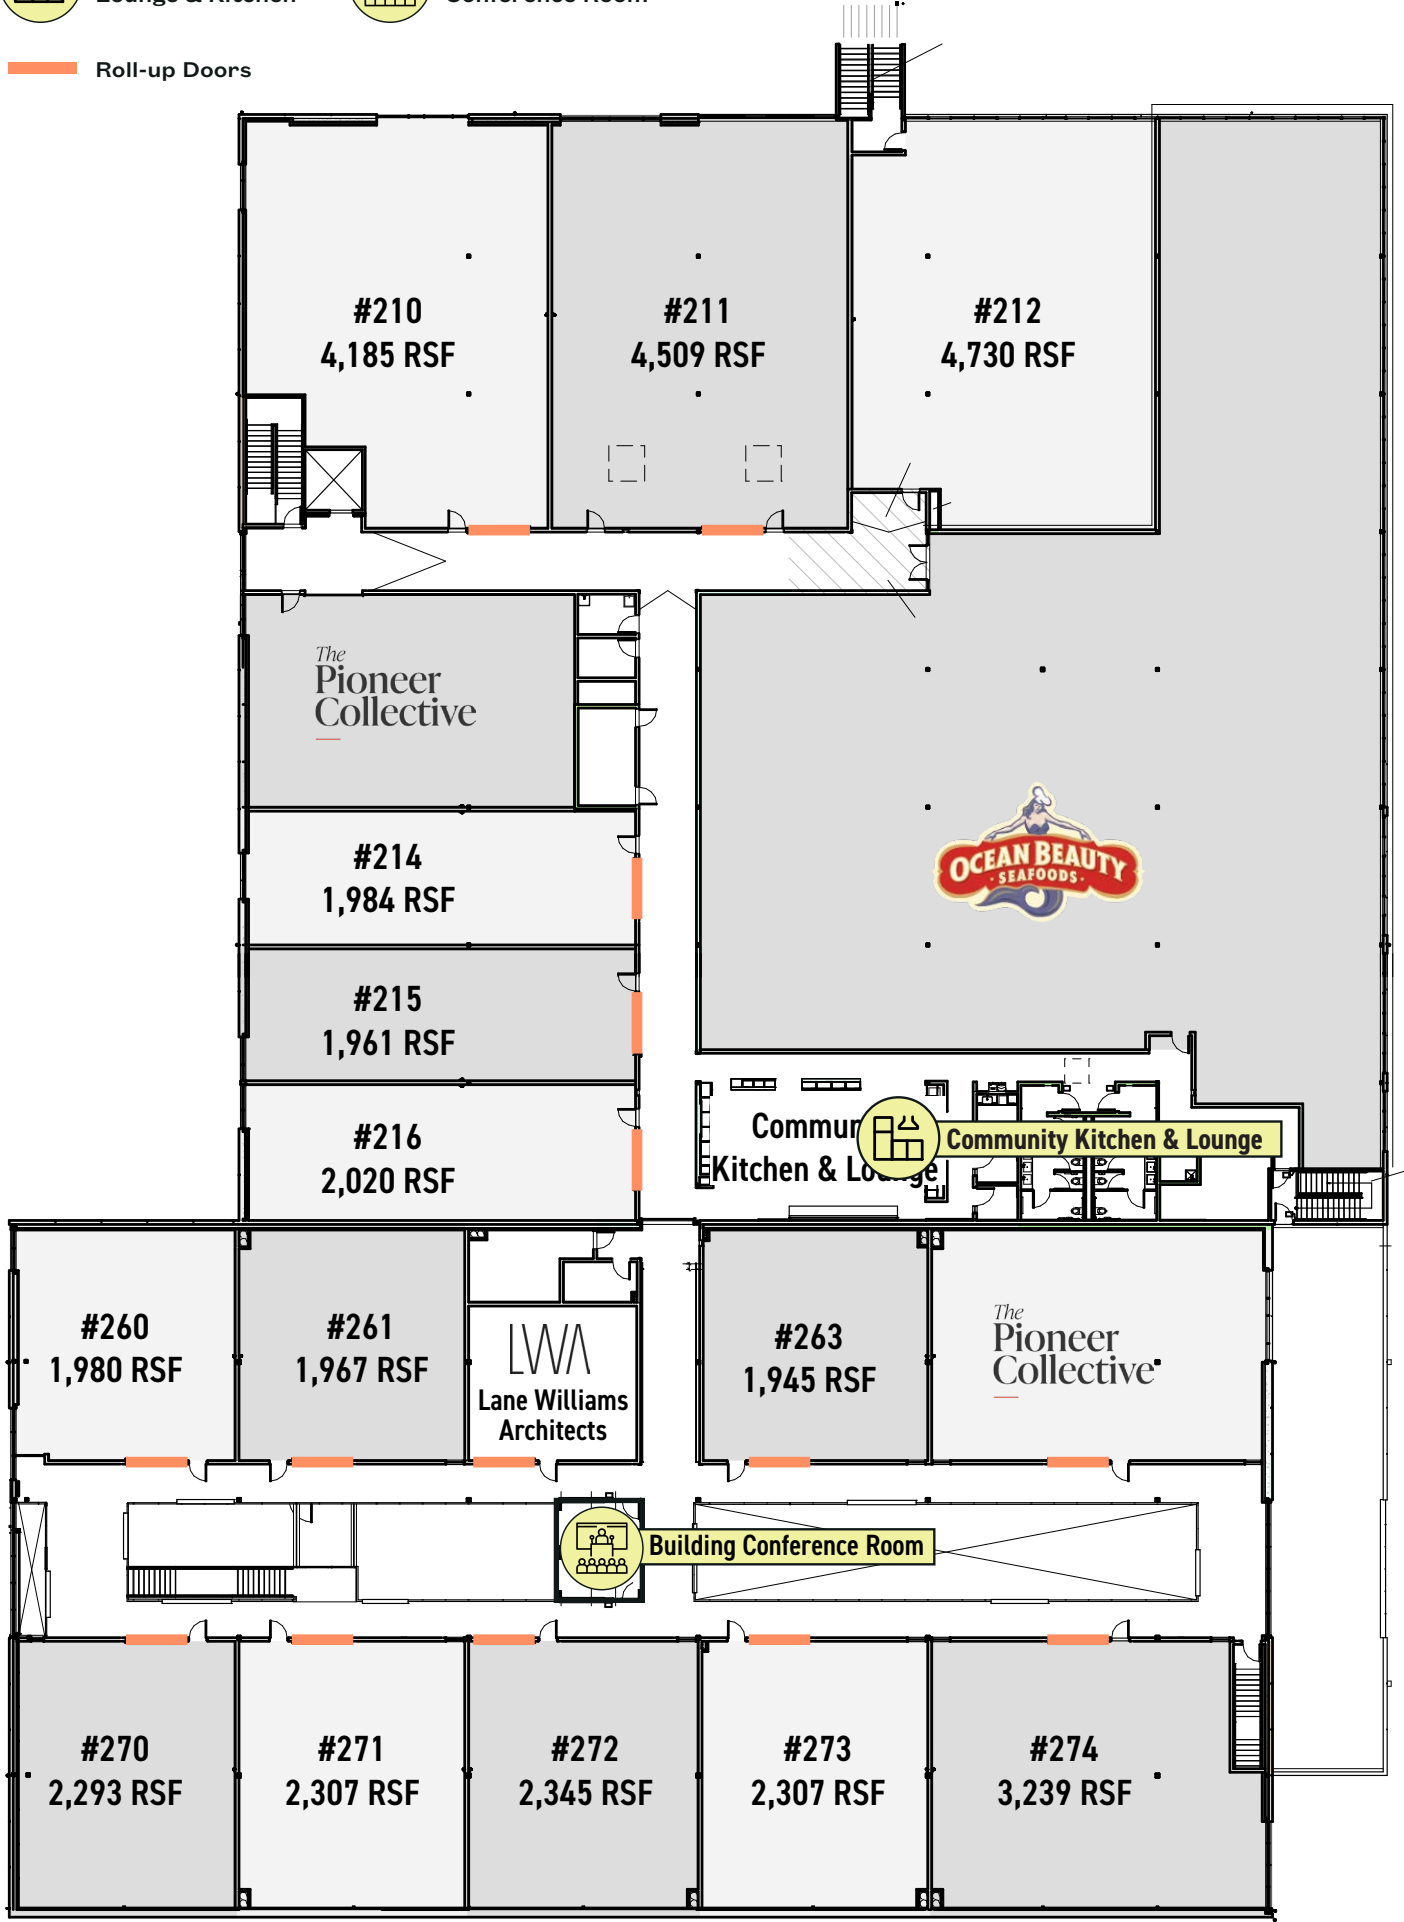 Lounge & Kitchen
Conference Room
Roll-up Doors
#210
4,185 RSF
#211
4,509 RSF
#212
4,730 RSF
The
Pioneer
Collective
#214
1,984 RSF
OCEAN BEAUTY
SEAFOODS
#215
1,961 RSF
#216
2,020 RSF
Kitchen &
Community Kitchen & Lounge
#260
1,980 RSF
#261
1,967 RSF
LWA
Lane Williams
Architects
#263
1,945 RSF
The
Pioneer
Collective
Building Conference Room
#270
2,293 RSF
#271
2,307 RSF
#272
2,345 RSF
#273
2,307 RSF
#274
3,239 RSF